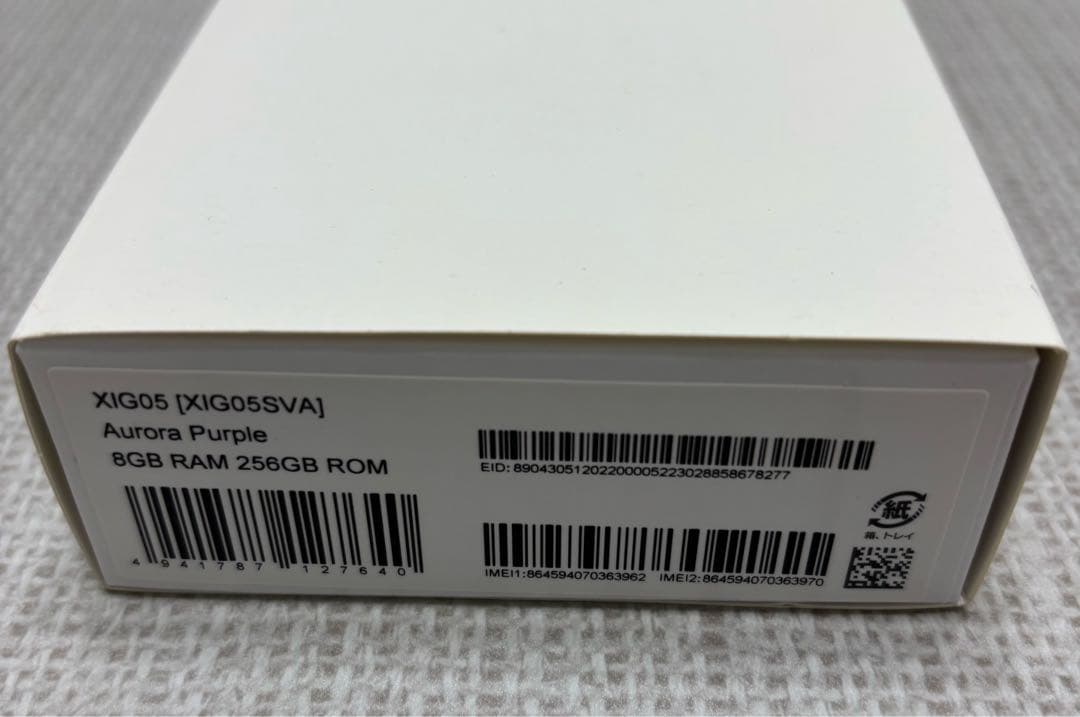 XIG05 [XIG05SVA]
Aurora Purple
8GB RAM 256GB ROM
4 941787 127640
EID: 89043051202200005223028858678277
IMEI1:864594070363962 IMEI2:864594070363970
紙
箱、トレイ